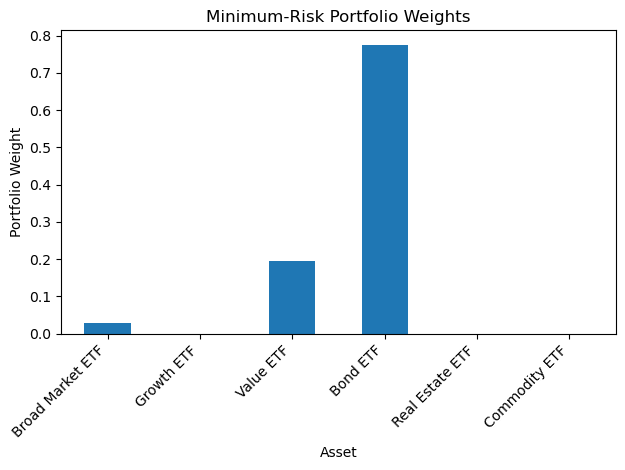 Minimum-Risk Portfolio Weights
0.8
0.7
0.6
0.5
0.4
0.3
0.2
0.1
0.0
Portfolio Weight
Broad Market ETF
Growth ETF
Value ETF
Bond ETF
Real Estate ETF
Commodity ETF
Asset